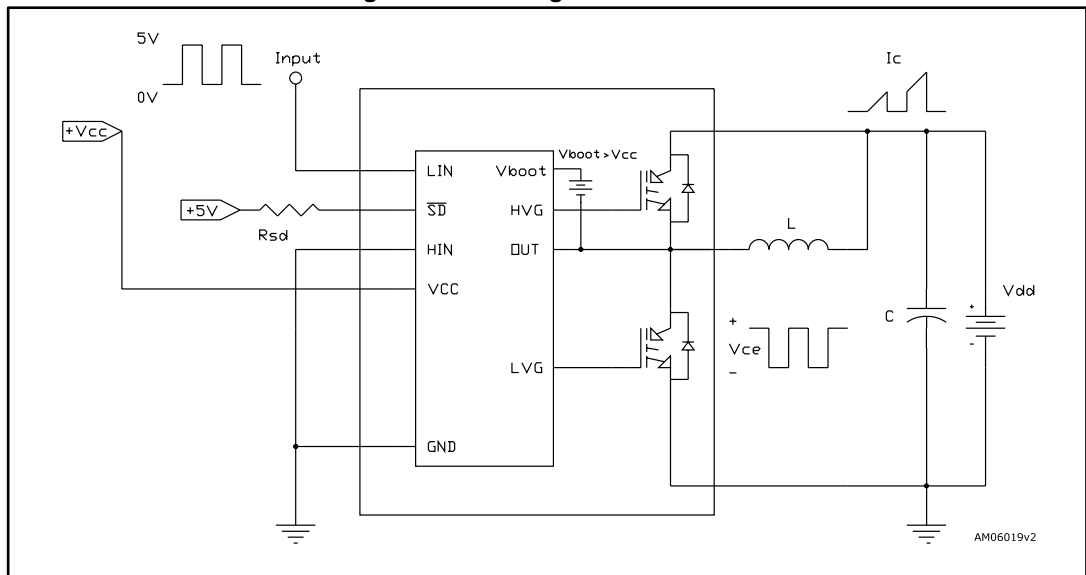 5V
Input
Ic
0V
+Vcc
Vboot>Vcc
LIN
Vboot
+5V
SD
HVG
Rsd
L
HIN
OUT
VCC
Vdd
+
C
+
Vce
-
-
LVG
GND
AM06019v2